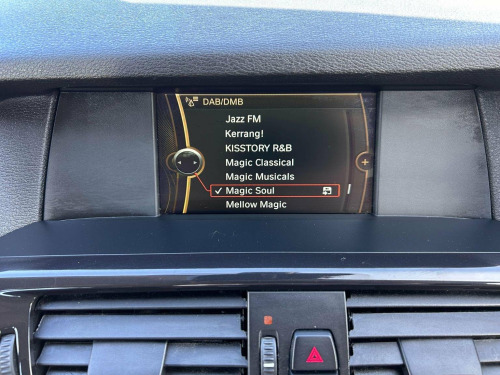 DAB/DMB
Jazz FM
Kerrang!
KISSTORY R&B
Magic Classical
Magic Musicals
Magic Soul
Mellow Magic